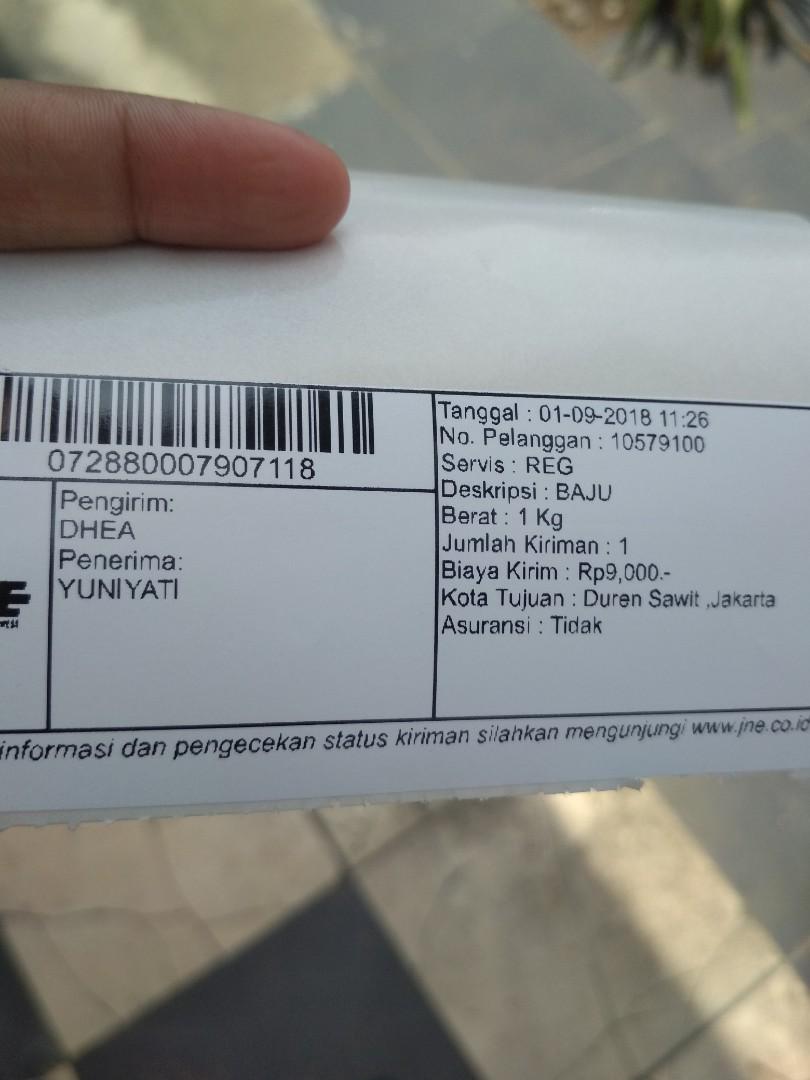 072880007907118
Pengirim:
DHEA
Penerima:
YUNIYATI
Tanggal : 01-09-2018 11:26
No. Pelanggan : 10579100
Servis : REG
Deskripsi : BAJU
Berat : 1 Kg
Jumlah Kiriman : 1
Biaya Kirim : Rp9,000.-
Kota Tujuan : Duren Sawit ,Jakarta
Asuransi : Tidak
informasi dan pengecekan status kiriman silahkan mengunjungi www.jne.co.id